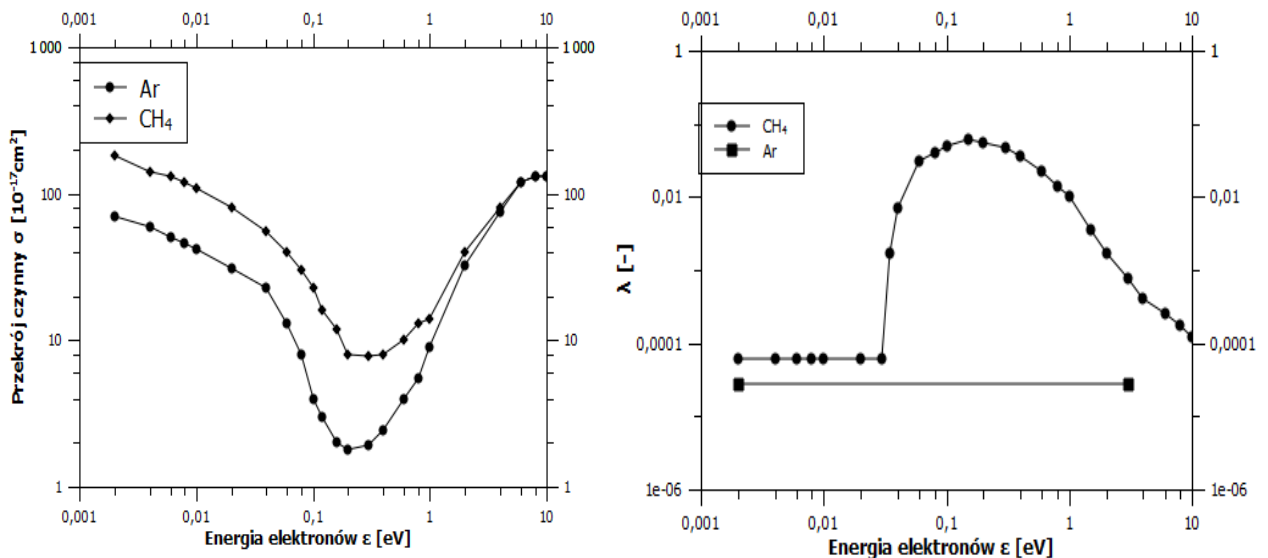 0,001 0,01 0,1 1 10
1 000 1 000
Ar
CH₄
100 100
10 10
1 1
0,001 0,01 0,1 1 10
Przekrój czynny σ [10⁻¹⁷cm²]
Energia elektronów ε [eV]
0,001 0,01 0,1 1 10
1 1
CH₄
Ar
0,01 0,01
0,0001 0,0001
1e-06 1e-06
0,001 0,01 0,1 1 10
λ [-]
Energia elektronów ε [eV]